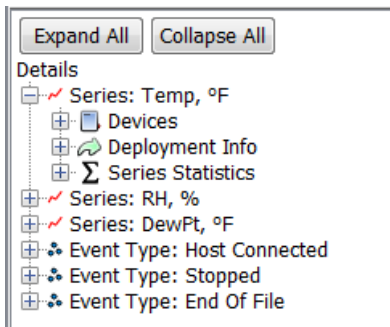 Expand All Collapse All
Details
Series: Temp, °F
Devices
Deployment Info
Σ Series Statistics
Series: RH, %
Series: DewPt, °F
Event Type: Host Connected
Event Type: Stopped
Event Type: End Of File